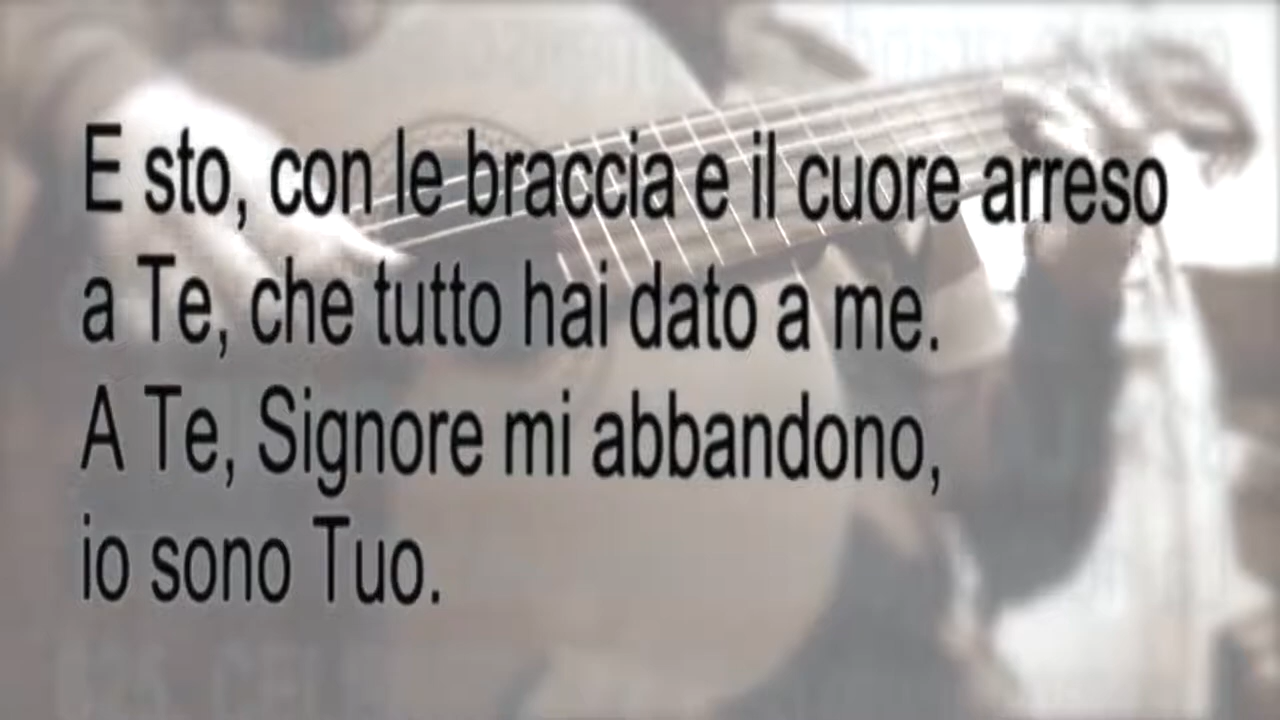 E sto, con le braccia e il cuore arreso
a Te, che tutto hai dato a me.
A Te, Signore mi abbandono,
io sono Tuo.